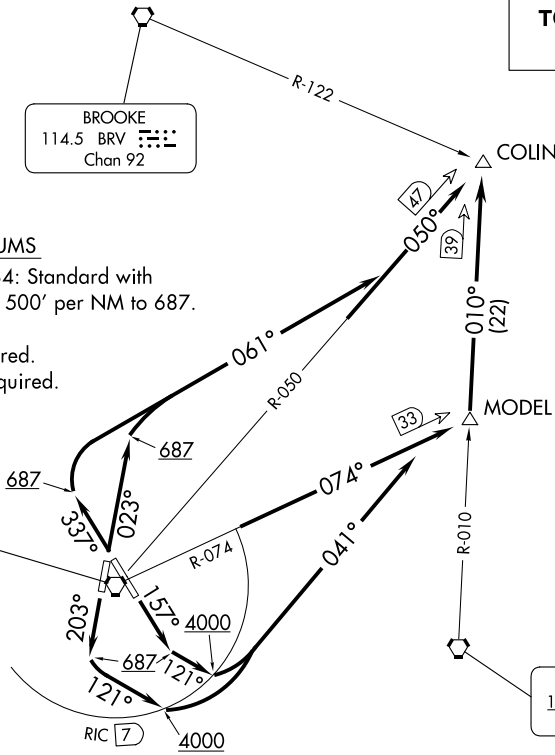 TO
R-122
BROOKE
114.5 BRV
Chan 92
COLIN
47
050°
39
UMS
4: Standard with
500' per NM to 687.
red.
quired.
061°
010°
(22)
R-050
MODEL
33
687
687
074°
337°
023°
R-074
041°
R-010
203°
157°
4000
687
121°
121°
RIC 7
4000
1